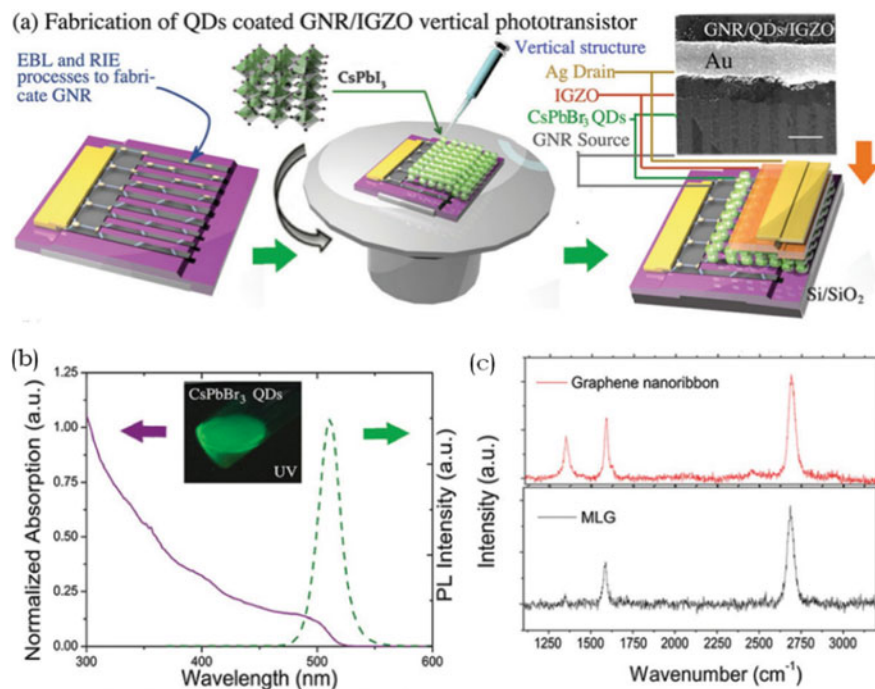 (a) Fabrication of QDs coated GNR/IGZO vertical phototransistor
EBL and RIE
processes to fabri-
cate GNR
CsPbI3
Vertical structure
Ag Drain
IGZO
CsPbBr3 QDs
GNR Source
GNR/QDs/IGZO
Au
Si/SiO2
(b)
Normalized Absorption (a.u.)
1.25
1.00
0.75
0.50
0.25
0.00
CsPbBr3 QDs
UV
PL Intensity (a.u.)
300 400 500 600
Wavelength (nm)
(c)
Intensity (a.u.)
Graphene nanoribbon
MLG
1250 1500 1750 2000 2250 2500 2750 3000
Wavenumber (cm-1)